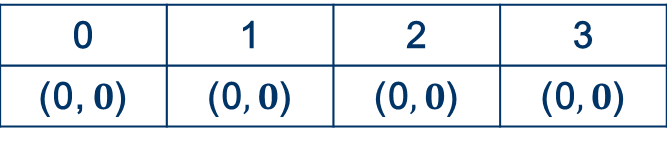 0 1 2 3
(0, 0) (0, 0) (0, 0) (0, 0)